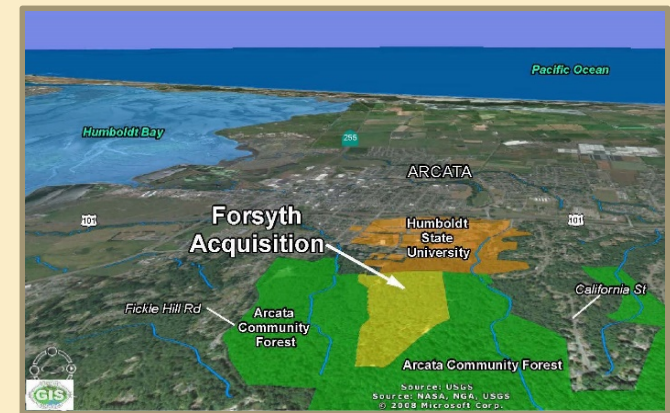 Pacific Ocean
Humboldt Bay
255
ARCATA
101
101
Forsyth
Acquisition
Humboldt
State
University
California St
Fickle Hill Rd
Arcata
Community
Forest
Arcata Community Forest
Source: USGS
Source: NASA, NGA, USGS
© 2008 Microsoft Corp.
GIS